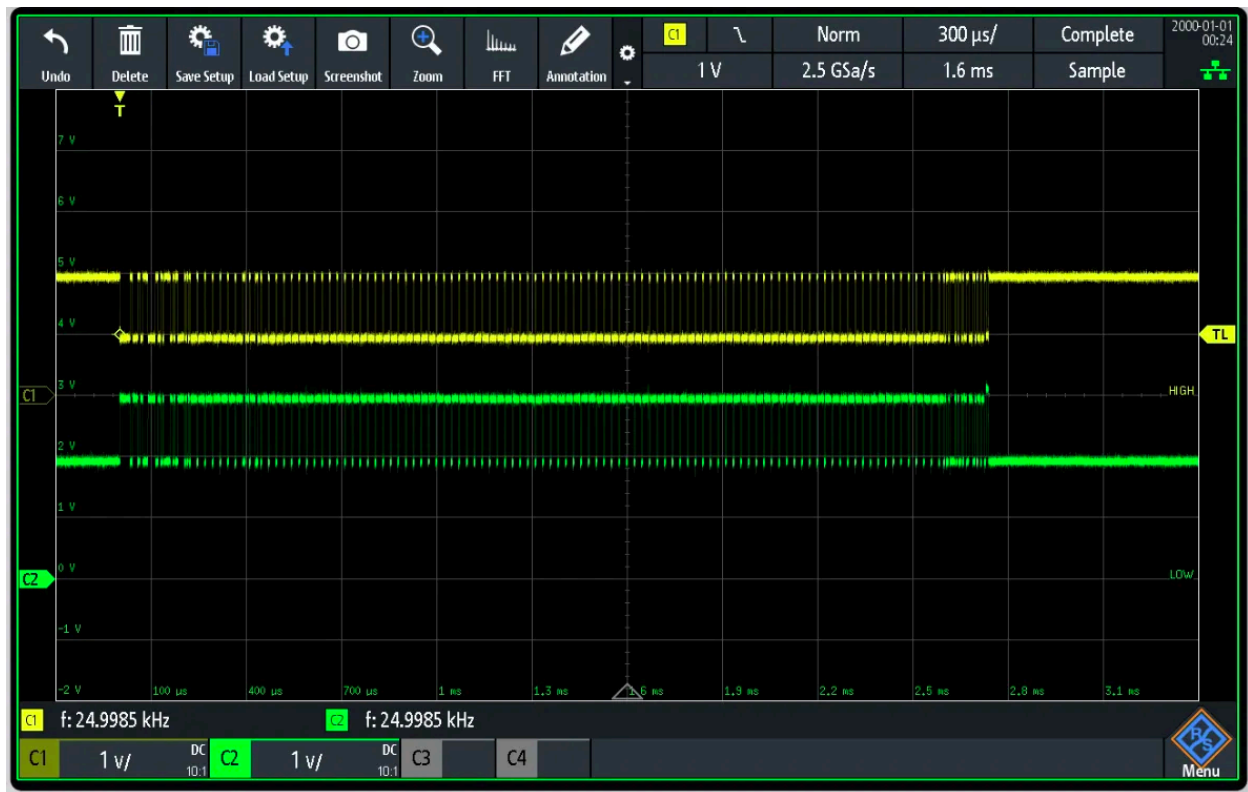 Undo Delete Save Setup Load Setup Screenshot Zoom FFT Annotation
C1 Norm 300 µs/ Complete 2000-01-01
00:24
1 V 2.5 GSa/s 1.6 ms Sample
T
7 V
6 V
5 V
4 V
TL
C1 3 V HIGH
2 V
1 V
C2 0 V LOW
-1 V
-2 V 100 µs 400 µs 700 µs 1 ms 1.3 ms 1.6 ms 1.9 ms 2.2 ms 2.5 ms 2.8 ms 3.1 ms
C1 f: 24.9985 kHz C2 f: 24.9985 kHz
C1 1 V/ DC 10:1 C2 1 V/ DC 10:1 C3 C4
R&S
Menu